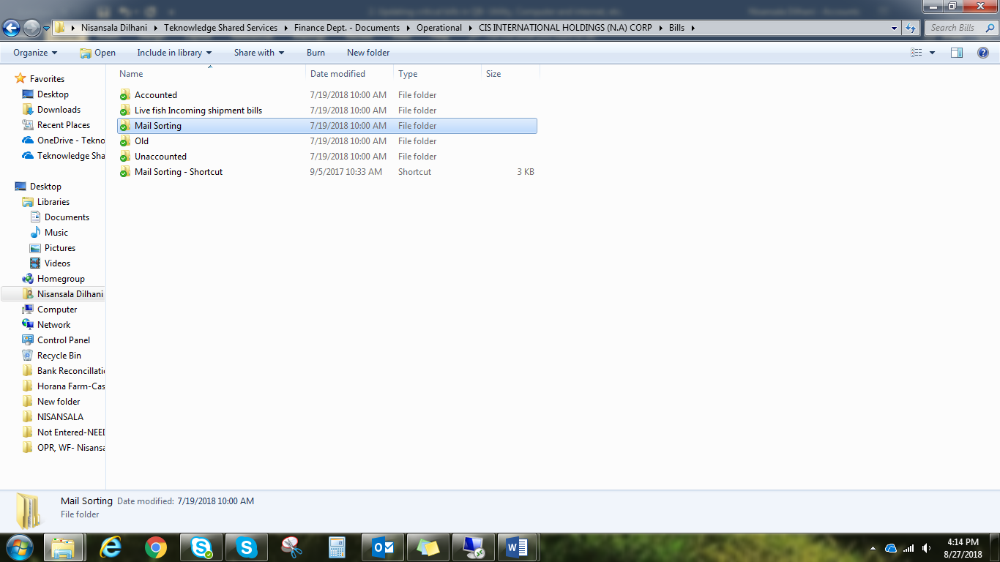 Nisansala Dilhani Teknowledge Shared Services Finance Dept. - Documents Operational CIS INTERNATIONAL HOLDINGS (N.A) CORP Bills Search Bills
Organize Open Include in library Share with Burn New folder
Name Date modified Type Size
Accounted 7/19/2018 10:00 AM File folder
Live fish Incoming shipment bills 7/19/2018 10:00 AM File folder
Mail Sorting 7/19/2018 10:00 AM File folder
Old 7/19/2018 10:00 AM File folder
Unaccounted 7/19/2018 10:00 AM File folder
Mail Sorting - Shortcut 9/5/2017 10:33 AM Shortcut 3 KB
Favorites
Desktop
Downloads
Recent Places
OneDrive - Tekno
Teknowledge Sha
Desktop
Libraries
Documents
Music
Pictures
Videos
Homegroup
Nisansala Dilhani
Computer
Network
Control Panel
Recycle Bin
Bank Reconcillati
Horana Farm-Cas
New folder
NISANSALA
Not Entered-NEED
OPR, WF- Nisansa
Mail Sorting Date modified: 7/19/2018 10:00 AM
File folder
4:14 PM
8/27/2018